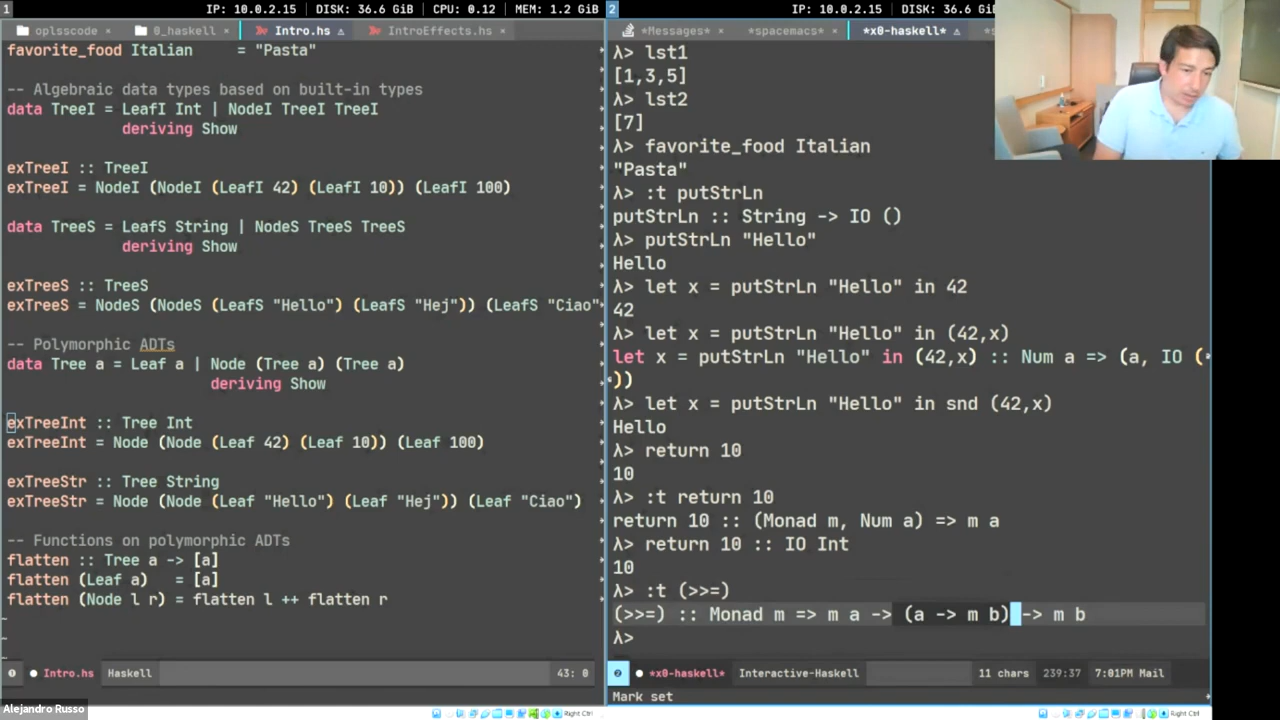 1 IP: 10.0.2.15 | DISK: 36.6 GiB | CPU: 0.12 | MEM: 1.2 GiB
oplsscode × 0_haskell × Intro.hs IntroEffects.hs ×
favorite_food Italian     = "Pasta"
-- Algebraic data types based on built-in types
data TreeI = LeafI Int | NodeI TreeI TreeI
deriving Show
exTreeI :: TreeI
exTreeI = NodeI (NodeI (LeafI 42) (LeafI 10)) (LeafI 100)
data TreeS = LeafS String | NodeS TreeS TreeS
deriving Show
exTreeS :: TreeS
exTreeS = NodeS (NodeS (LeafS "Hello") (LeafS "Hej")) (LeafS "Ciao"
-- Polymorphic ADTs
data Tree a = Leaf a | Node (Tree a) (Tree a)
deriving Show
exTreeInt :: Tree Int
exTreeInt = Node (Node (Leaf 42) (Leaf 10)) (Leaf 100)
exTreeStr :: Tree String
exTreeStr = Node (Node (Leaf "Hello") (Leaf "Hej")) (Leaf "Ciao")
-- Functions on polymorphic ADTs
flatten :: Tree a -> [a]
flatten (Leaf a)   = [a]
flatten (Node l r) = flatten l ++ flatten r
~
~
Intro.hs Haskell 43: 0
Alejandro Russo
Right Ctrl
2 IP: 10.0.2.15 | DISK: 36.6 Gi
*Messages* × *spacemacs* × *x0-haskell*
λ> lst1
[1,3,5]
λ> lst2
[7]
λ> favorite_food Italian
"Pasta"
λ> :t putStrLn
putStrLn :: String -> IO ()
λ> putStrLn "Hello"
Hello
λ> let x = putStrLn "Hello" in 42
42
λ> let x = putStrLn "Hello" in (42,x)
let x = putStrLn "Hello" in (42,x) :: Num a => (a, IO (
))
λ> let x = putStrLn "Hello" in snd (42,x)
Hello
λ> return 10
10
λ> :t return 10
return 10 :: (Monad m, Num a) => m a
λ> return 10 :: IO Int
10
λ> :t (>>=)
(>>=) :: Monad m => m a -> (a -> m b) -> m b
λ>
2 *x0-haskell* Interactive-Haskell 11 chars 239:37 7:01PM Mail
Mark set
Right Ctrl